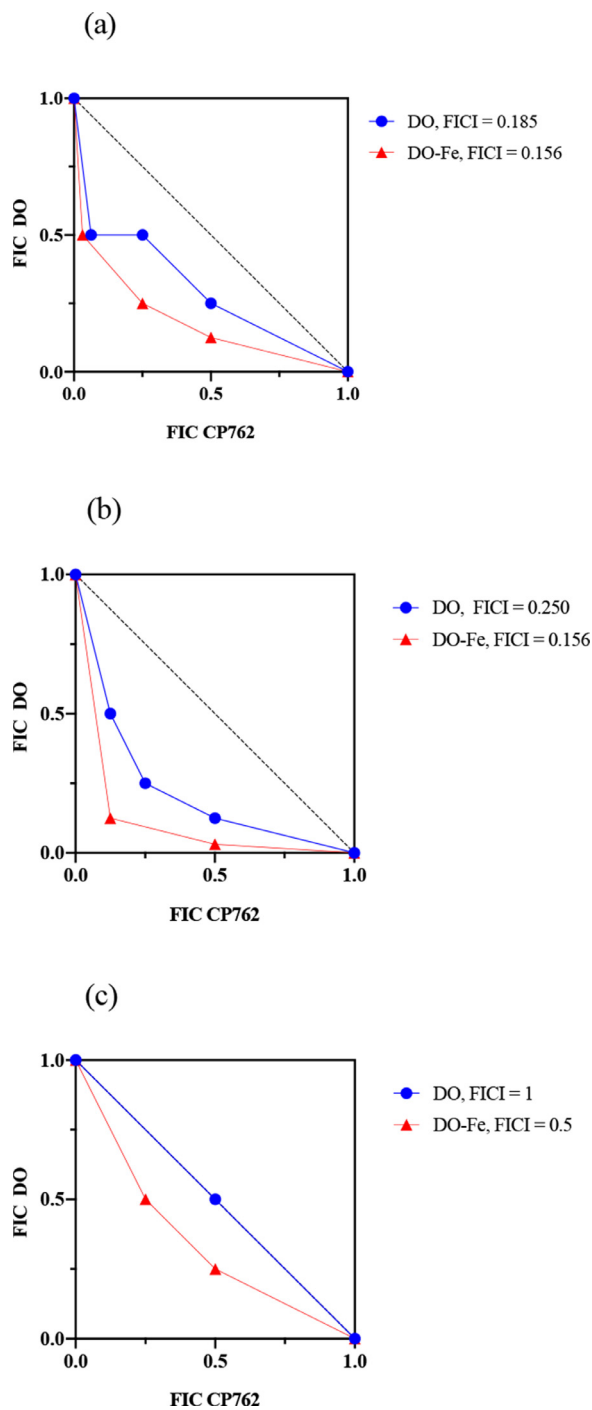 (a)
1.0
0.5
0.0
FIC DO
0.0 0.5 1.0
FIC CP762
DO, FICI = 0.185
DO-Fe, FICI = 0.156
(b)
1.0
0.5
0.0
FIC DO
0.0 0.5 1.0
FIC CP762
DO, FICI = 0.250
DO-Fe, FICI = 0.156
(c)
1.0
0.5
0.0
FIC DO
0.0 0.5 1.0
FIC CP762
DO, FICI = 1
DO-Fe, FICI = 0.5